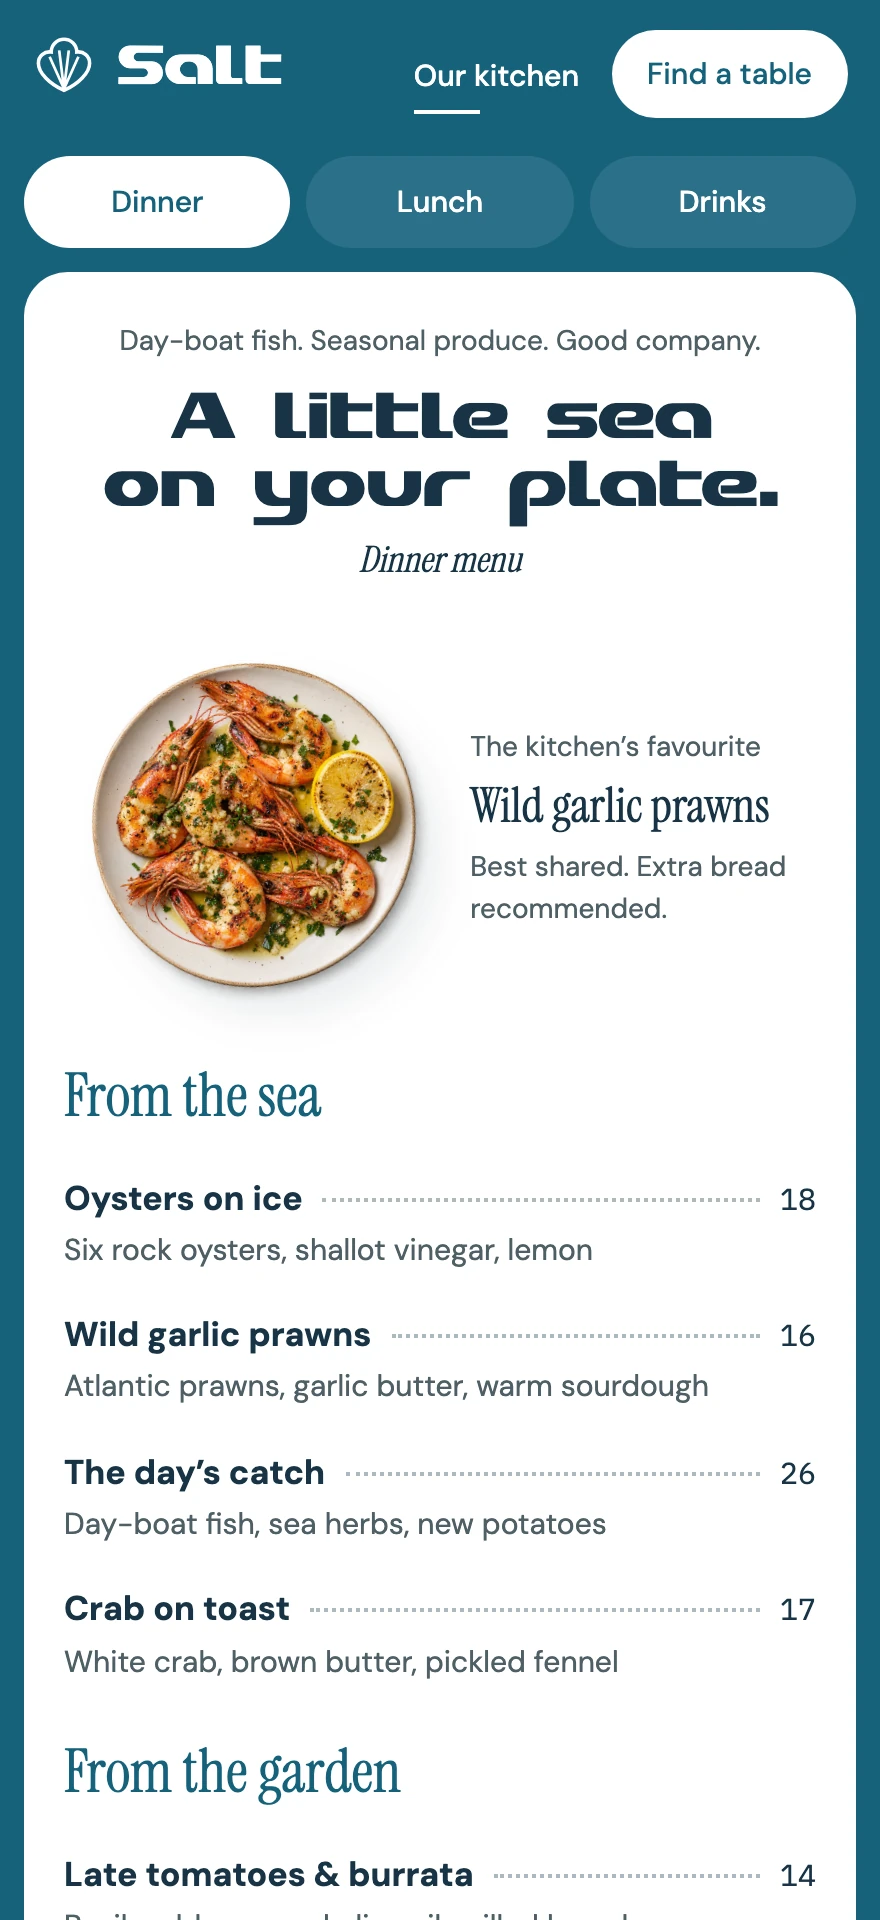 Salt
Our kitchen
Find a table
Dinner
Lunch
Drinks
Day-boat fish. Seasonal produce. Good company.
A little sea
on your plate.
Dinner menu
The kitchen’s favourite
Wild garlic prawns
Best shared. Extra bread
recommended.
From the sea
Oysters on ice 18
Six rock oysters, shallot vinegar, lemon
Wild garlic prawns 16
Atlantic prawns, garlic butter, warm sourdough
The day’s catch 26
Day-boat fish, sea herbs, new potatoes
Crab on toast 17
White crab, brown butter, pickled fennel
From the garden
Late tomatoes & burrata 14